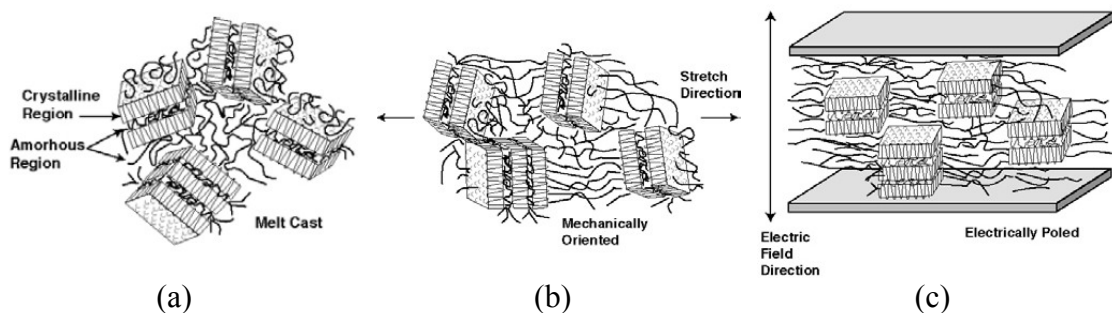 Crystalline
Region
Amorhous
Region
Melt Cast
(a)
Stretch
Direction
Mechanically
Oriented
(b)
Electric
Field
Direction
Electrically Poled
(c)